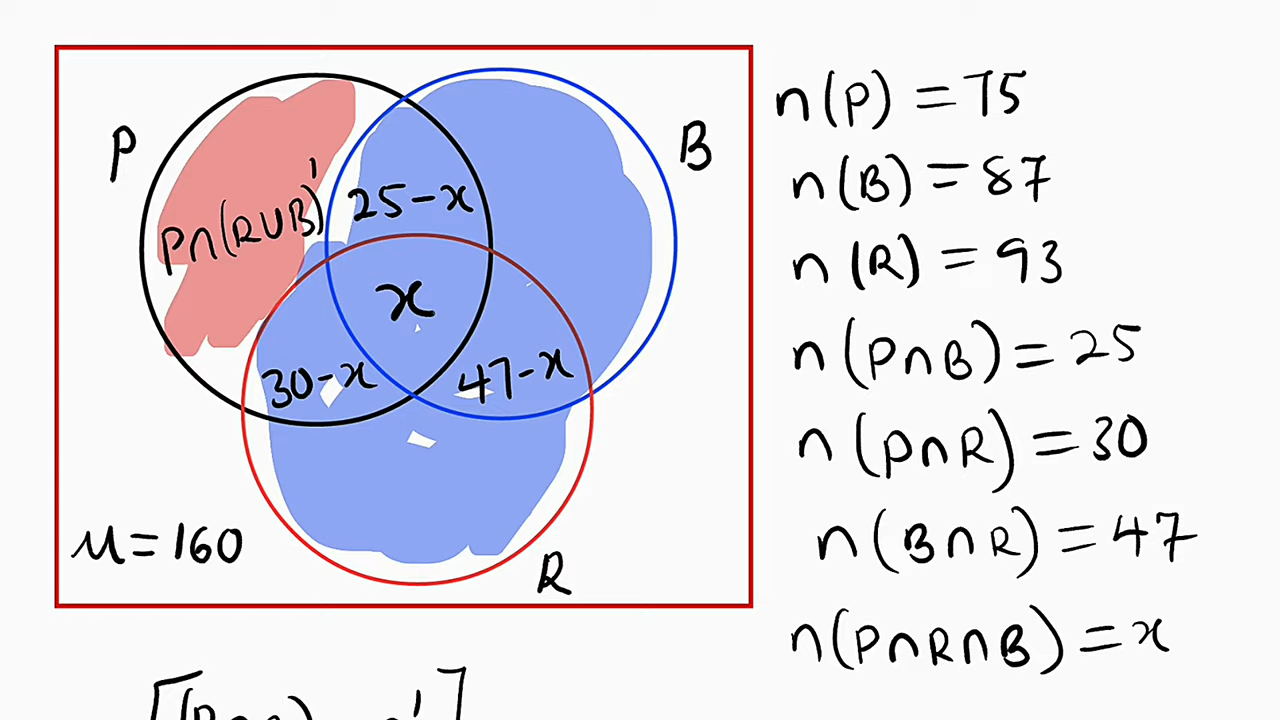 P
B
P∩(R∪B)'
25-x
x
30-x
47-x
μ=160
R
n(P) = 75
n(B) = 87
n(R) = 93
n(P∩B) = 25
n(P∩R) = 30
n(B∩R) = 47
n(P∩R∩B) = x